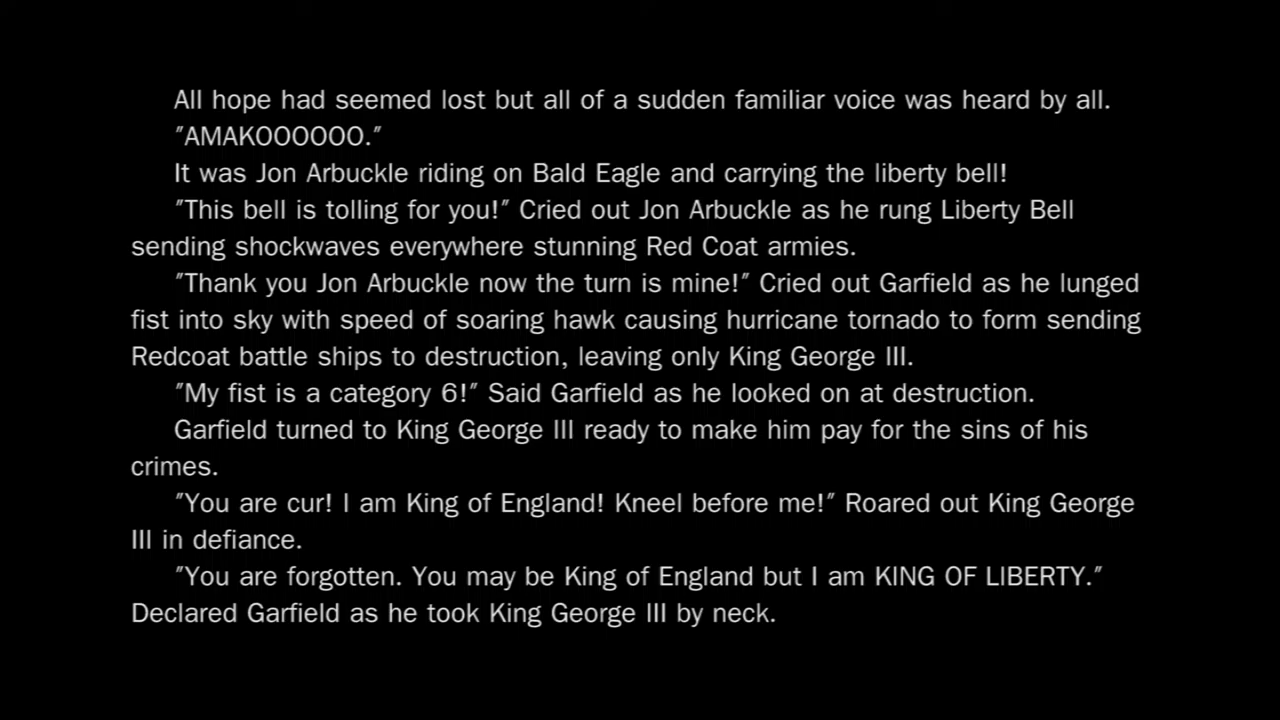 All hope had seemed lost but all of a sudden familiar voice was heard by all.
"AMAKOOOOOO."
It was Jon Arbuckle riding on Bald Eagle and carrying the liberty bell!
"This bell is tolling for you!" Cried out Jon Arbuckle as he rung Liberty Bell
sending shockwaves everywhere stunning Red Coat armies.
"Thank you Jon Arbuckle now the turn is mine!" Cried out Garfield as he lunged
fist into sky with speed of soaring hawk causing hurricane tornado to form sending
Redcoat battle ships to destruction, leaving only King George III.
"My fist is a category 6!" Said Garfield as he looked on at destruction.
Garfield turned to King George III ready to make him pay for the sins of his
crimes.
"You are cur! I am King of England! Kneel before me!" Roared out King George
III in defiance.
"You are forgotten. You may be King of England but I am KING OF LIBERTY."
Declared Garfield as he took King George III by neck.